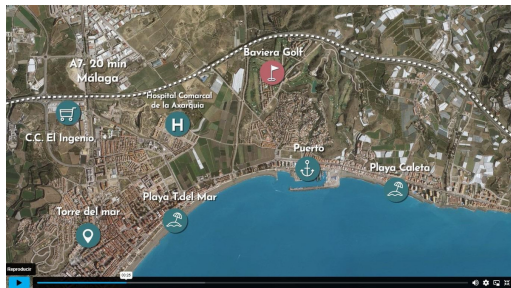 Baviera Golf
A7- 20 min
Málaga
Hospital Comarcal
de la Axarquia
H
C.C. El Ingenio
Puerto
Playa Caleta
Playa T.del Mar
Torre del mar
Reproducir